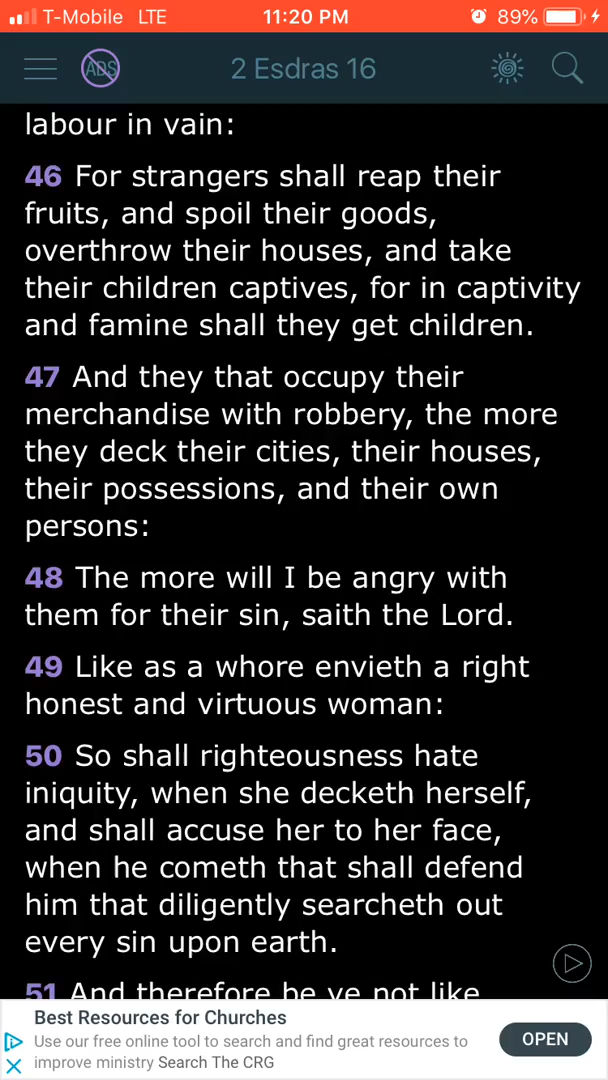 T-Mobile LTE 11:20 PM 89%
ADS 2 Esdras 16
labour in vain:
46 For strangers shall reap their
fruits, and spoil their goods,
overthrow their houses, and take
their children captives, for in captivity
and famine shall they get children.
47 And they that occupy their
merchandise with robbery, the more
they deck their cities, their houses,
their possessions, and their own
persons:
48 The more will I be angry with
them for their sin, saith the Lord.
49 Like as a whore envieth a right
honest and virtuous woman:
50 So shall righteousness hate
iniquity, when she decketh herself,
and shall accuse her to her face,
when he cometh that shall defend
him that diligently searcheth out
every sin upon earth.
51 And therefore be ye not like
Best Resources for Churches
Use our free online tool to search and find great resources to
improve ministry Search The CRG
OPEN